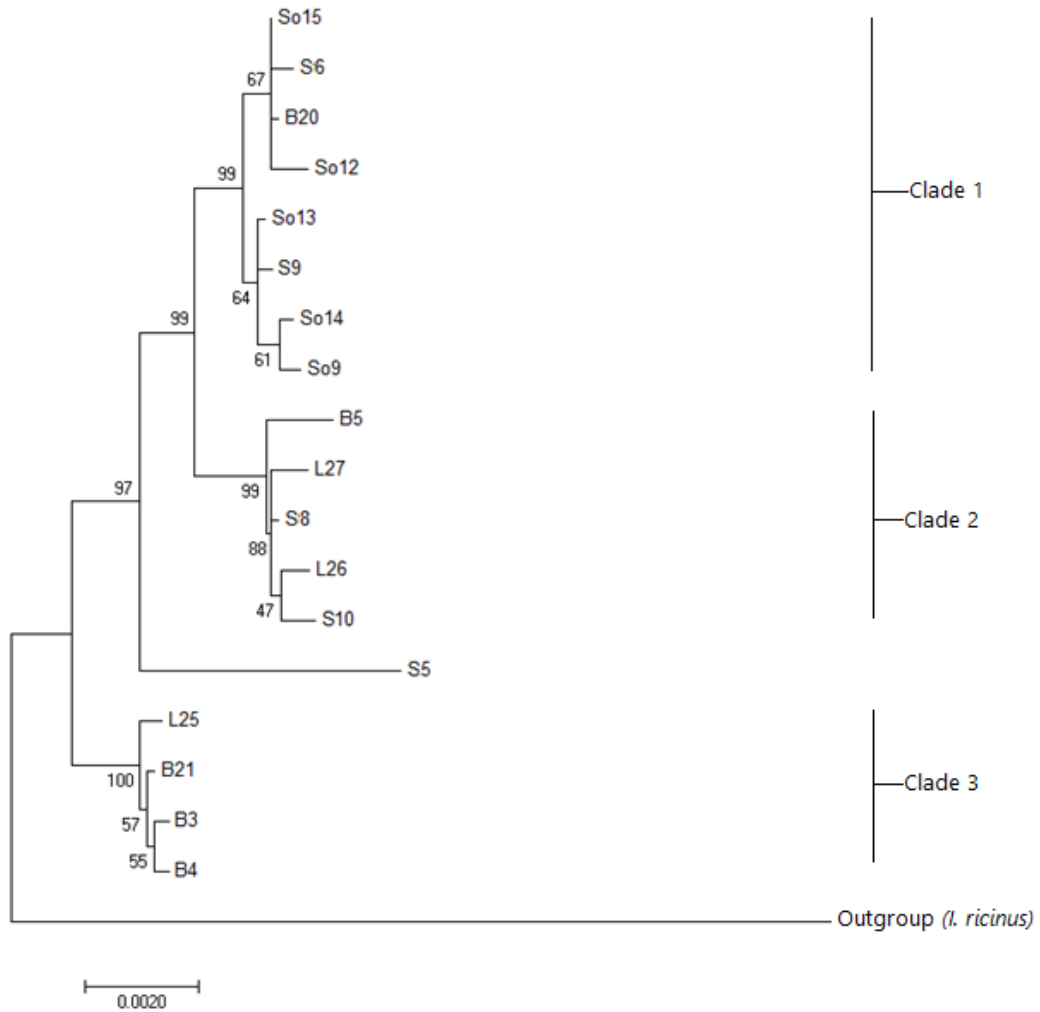 So15
S6
67
B20
So12
99
Clade 1
So13
S9
64
So14
99
61
So9
B5
L27
99
97
S8
Clade 2
88
L26
47
S10
S5
L25
B21
100
Clade 3
B3
57
55
B4
Outgroup (I. ricinus)
0.0020